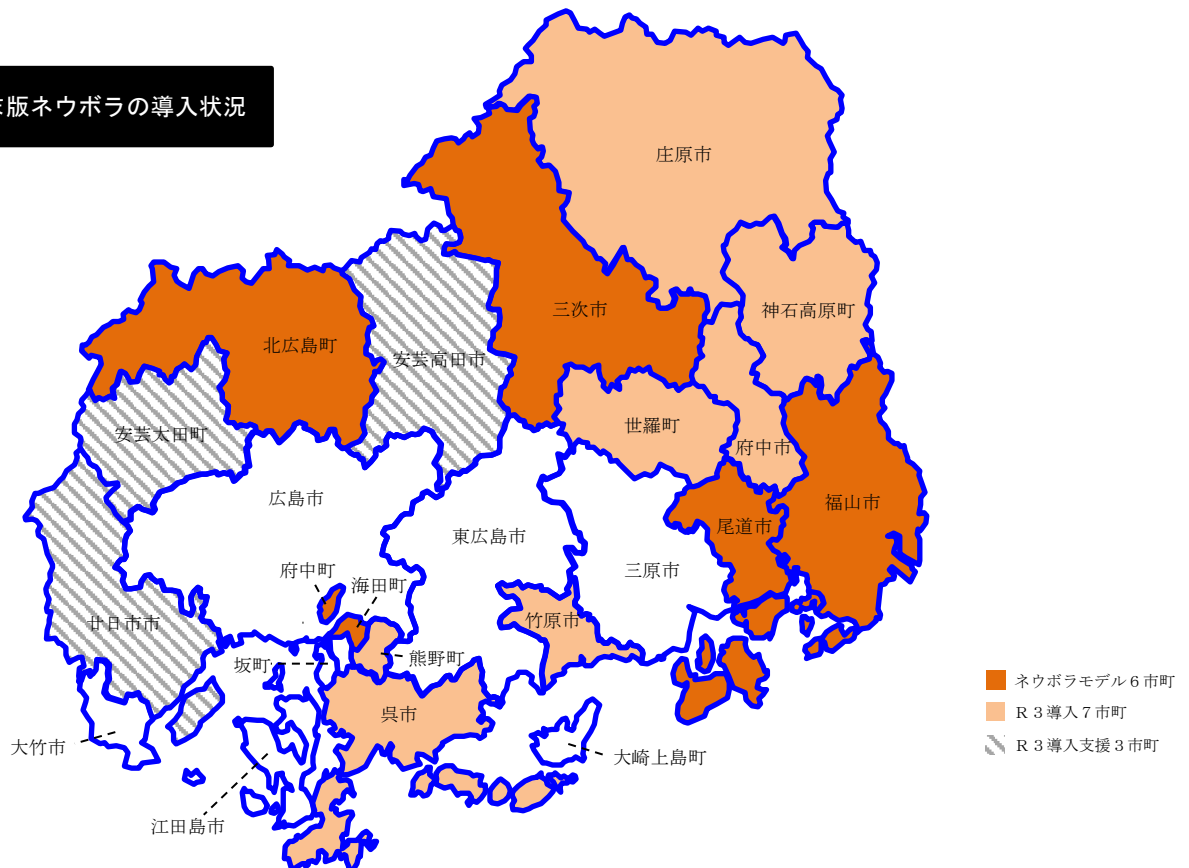 版ネウボラの導入状況
庄原市
神石高原町
三次市
北広島町
安芸高田市
世羅町
安芸太田町
府中市
福山市
広島市
尾道市
東広島市
三原市
府中町
海田町
竹原市
廿日市市
熊野町
坂町
呉市
大竹市
大崎上島町
江田島市
ネウボラモデル６市町
Ｒ３導入７市町
Ｒ３導入支援３市町